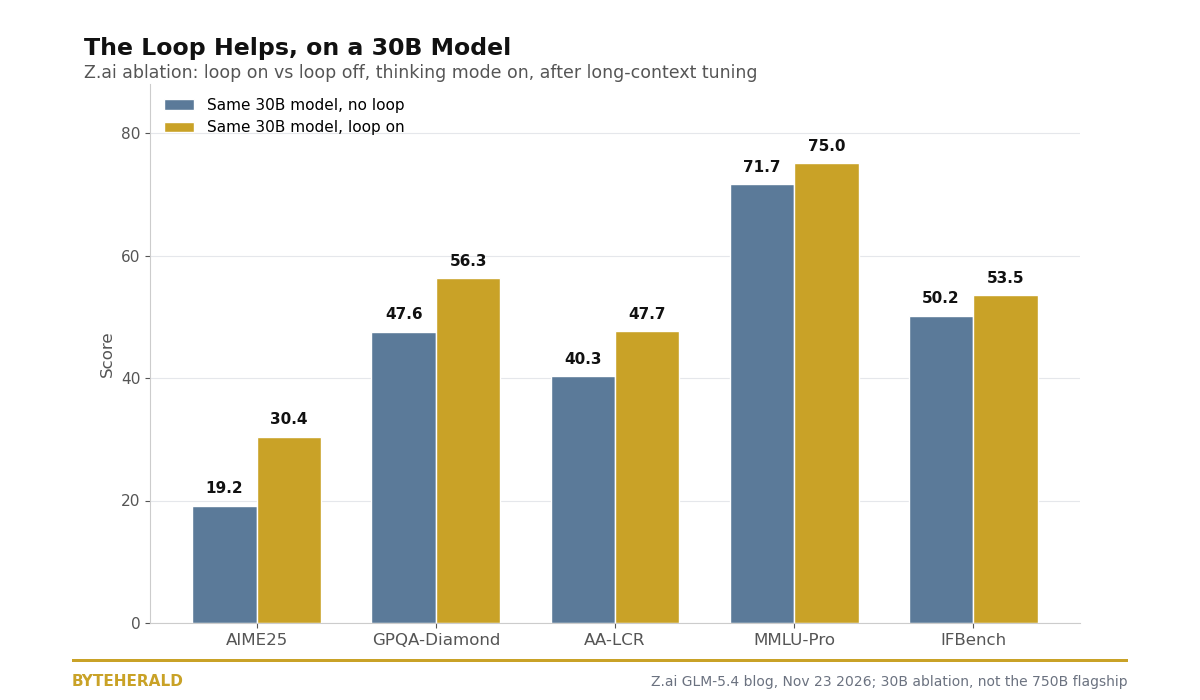 The Loop Helps, on a 30B Model
Z.ai ablation: loop on vs loop off, thinking mode on, after long-context tuning
Same 30B model, no loop
Same 30B model, loop on
Score
80
60
40
20
0
19.2
30.4
47.6
56.3
40.3
47.7
71.7
75.0
50.2
53.5
AIME25
GPQA-Diamond
AA-LCR
MMLU-Pro
IFBench
BYTEHERALD
Z.ai GLM-5.4 blog, Nov 23 2026; 30B ablation, not the 750B flagship